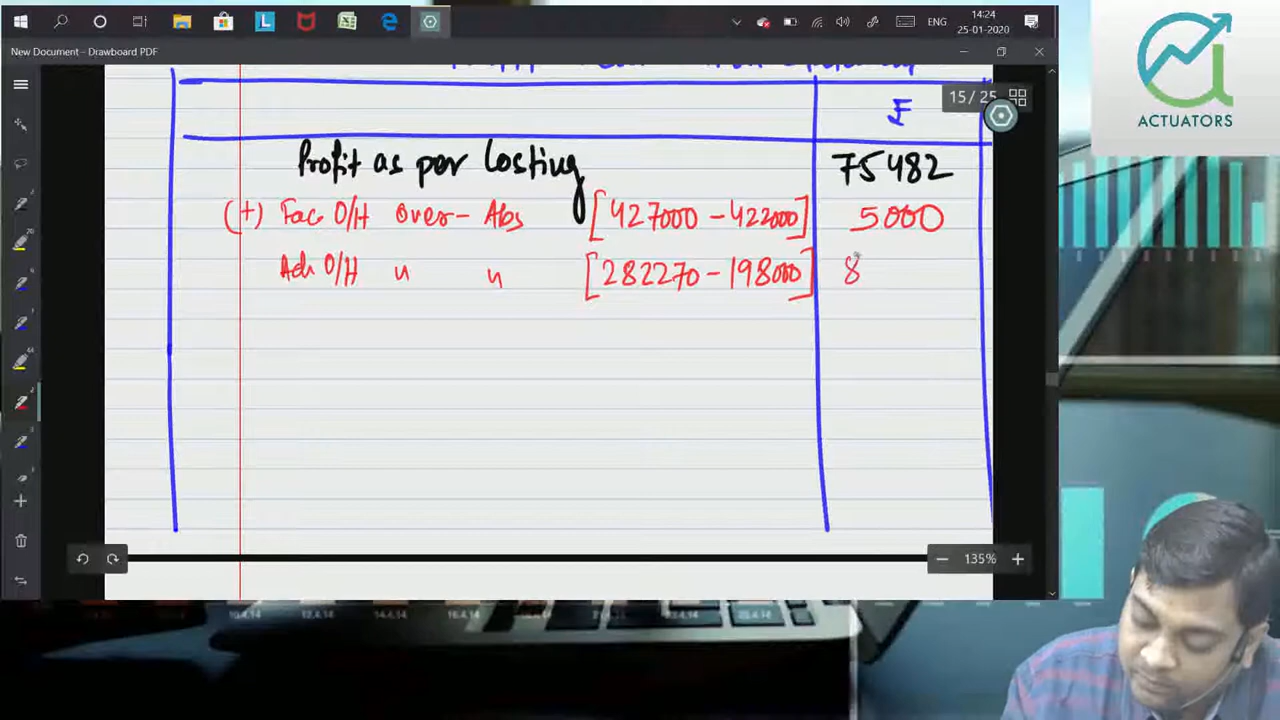 ENG
14:24
25-01-2020
New Document - Drawboard PDF
15 / 25
₹
Profit as per Costing 75482
(+) Fac O/H over-Abs [427000 - 422000] 5000
Adm O/H " " [282270 - 198000] 8
135%
ACTUATORS